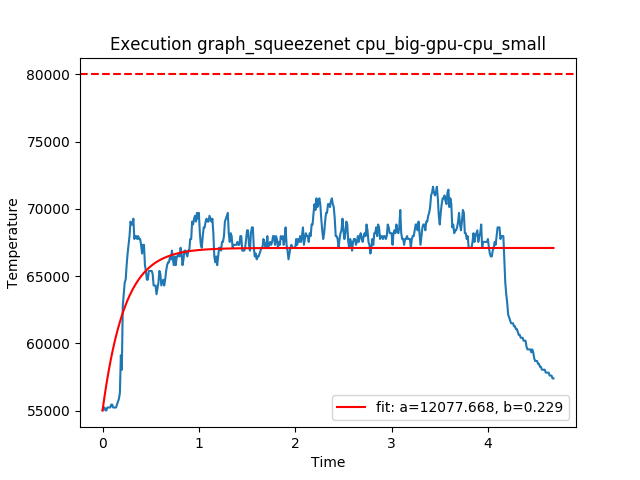 Execution graph_squeezenet cpu_big-gpu-cpu_small
80000
75000
70000
65000
60000
55000
Temperature
fit: a=12077.668, b=0.229
0 1 2 3 4
Time